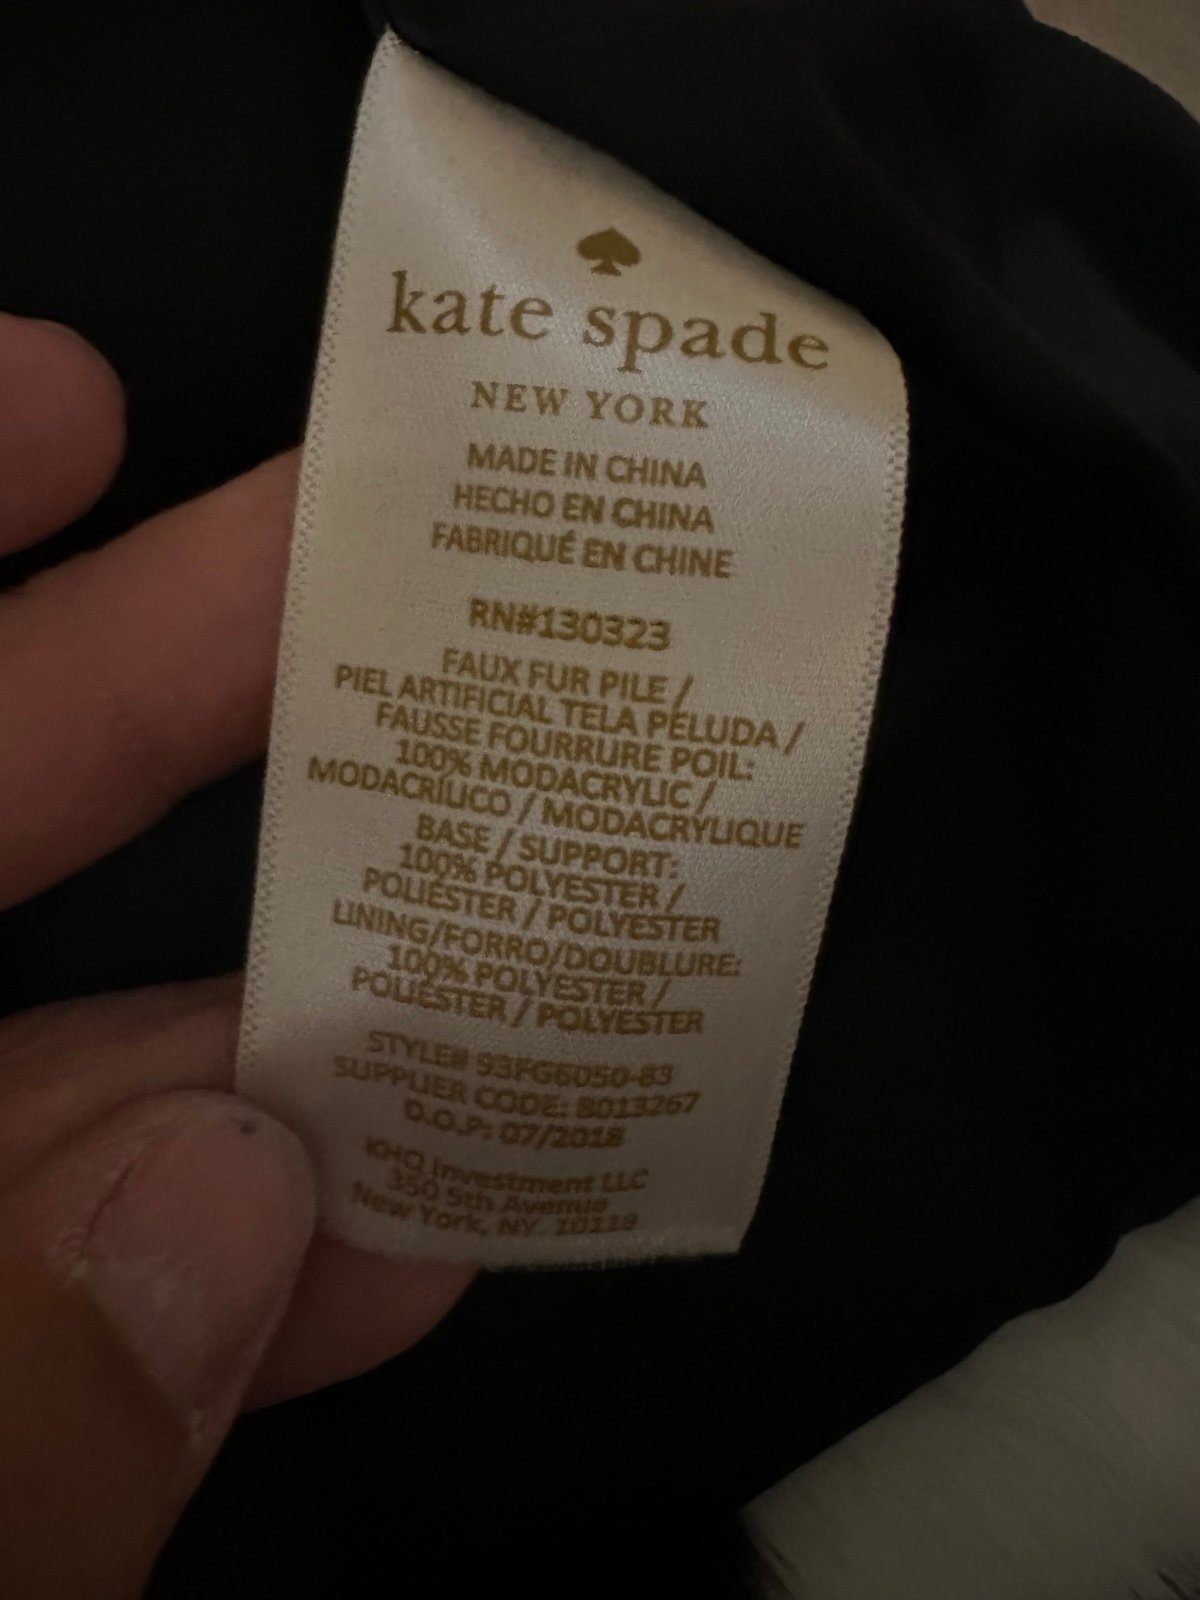 kate spade
NEW YORK
MADE IN CHINA
HECHO EN CHINA
FABRIQUÉ EN CHINE
RN#130323
FAUX FUR PILE /
PIEL ARTIFICIAL TELA PELUDA /
FAUSSE FOURRURE POIL:
100% MODACRYLIC /
MODACRÍLICO / MODACRYLIQUE
BASE / SUPPORT:
100% POLYESTER /
POLIÉSTER / POLYESTER
LINING/FORRO/DOUBLURE:
100% POLYESTER /
POLIÉSTER / POLYESTER
STYLE# 93FG6050-83
SUPPLIER CODE: B013267
D.O.P: 07/2018
KHQ Investment LLC
350 5th Avenue
New York, NY 10118